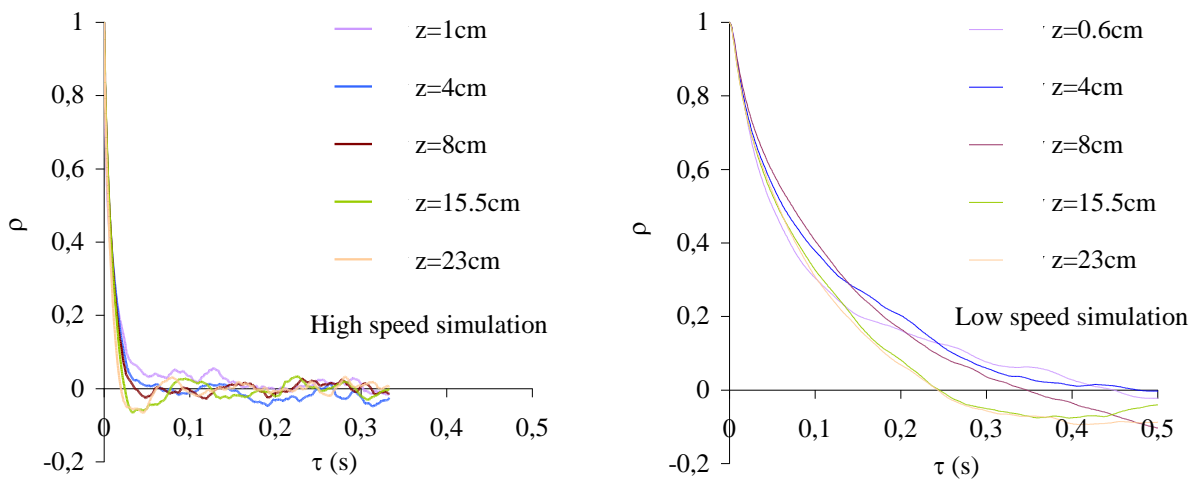 1
0,8
0,6
0,4
0,2
0
-0,2
ρ
0
0,1
0,2
0,3
0,4
0,5
τ (s)
z=1cm
z=4cm
z=8cm
z=15.5cm
z=23cm
High speed simulation
1
0,8
0,6
0,4
0,2
0
-0,2
ρ
0
0,1
0,2
0,3
0,4
0,5
τ (s)
z=0.6cm
z=4cm
z=8cm
z=15.5cm
z=23cm
Low speed simulation